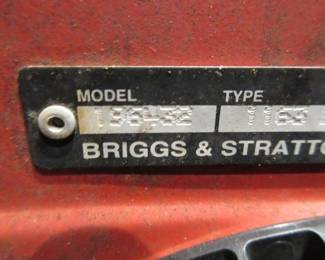 MODEL TYPE
196432
BRIGGS & STRATTO